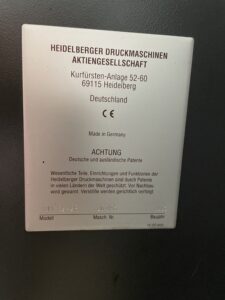 HEIDELBERGER DRUCKMASCHINEN
AKTIENGESELLSCHAFT
Kurfürsten-Anlage 52-60
69115 Heidelberg
Deutschland
CE
Made in Germany
ACHTUNG
Deutsche und ausländische Patente
Wesentliche Teile, Einrichtungen und Funktionen der
Heidelberger Druckmaschinen sind durch Patente
in vielen Ländern der Welt geschützt. Vor Nachbau
wird gewarnt. Verstöße werden gerichtlich verfolgt.
Modell Masch. Nr. Baujahr